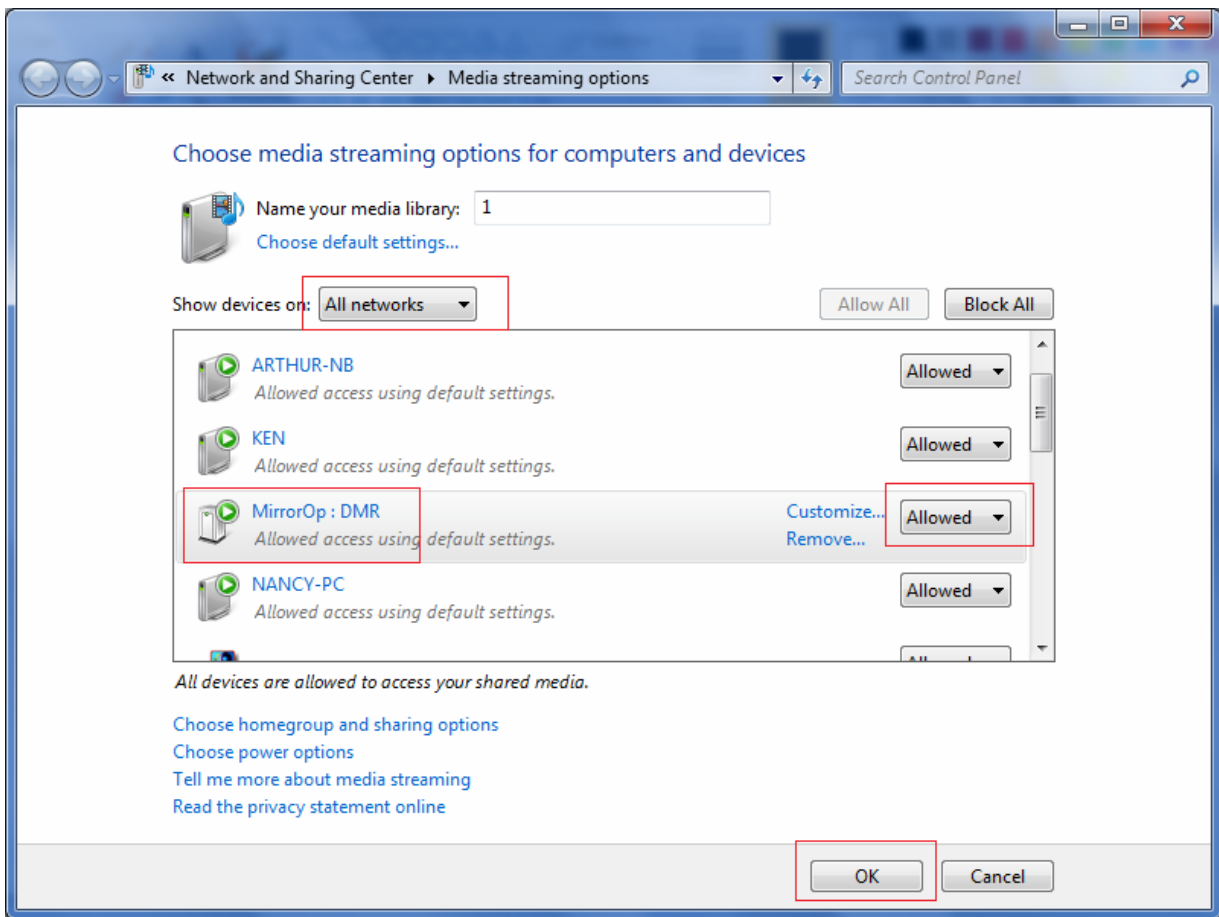 « Network and Sharing Center ▸ Media streaming options Search Control Panel
Choose media streaming options for computers and devices
Name your media library: 1
Choose default settings...
Show devices on: All networks Allow All Block All
ARTHUR-NB
Allowed access using default settings. Allowed
KEN
Allowed access using default settings. Allowed
MirrorOp : DMR Customize... Allowed
Allowed access using default settings. Remove...
NANCY-PC
Allowed access using default settings. Allowed
All devices are allowed to access your shared media.
Choose homegroup and sharing options
Choose power options
Tell me more about media streaming
Read the privacy statement online
OK Cancel